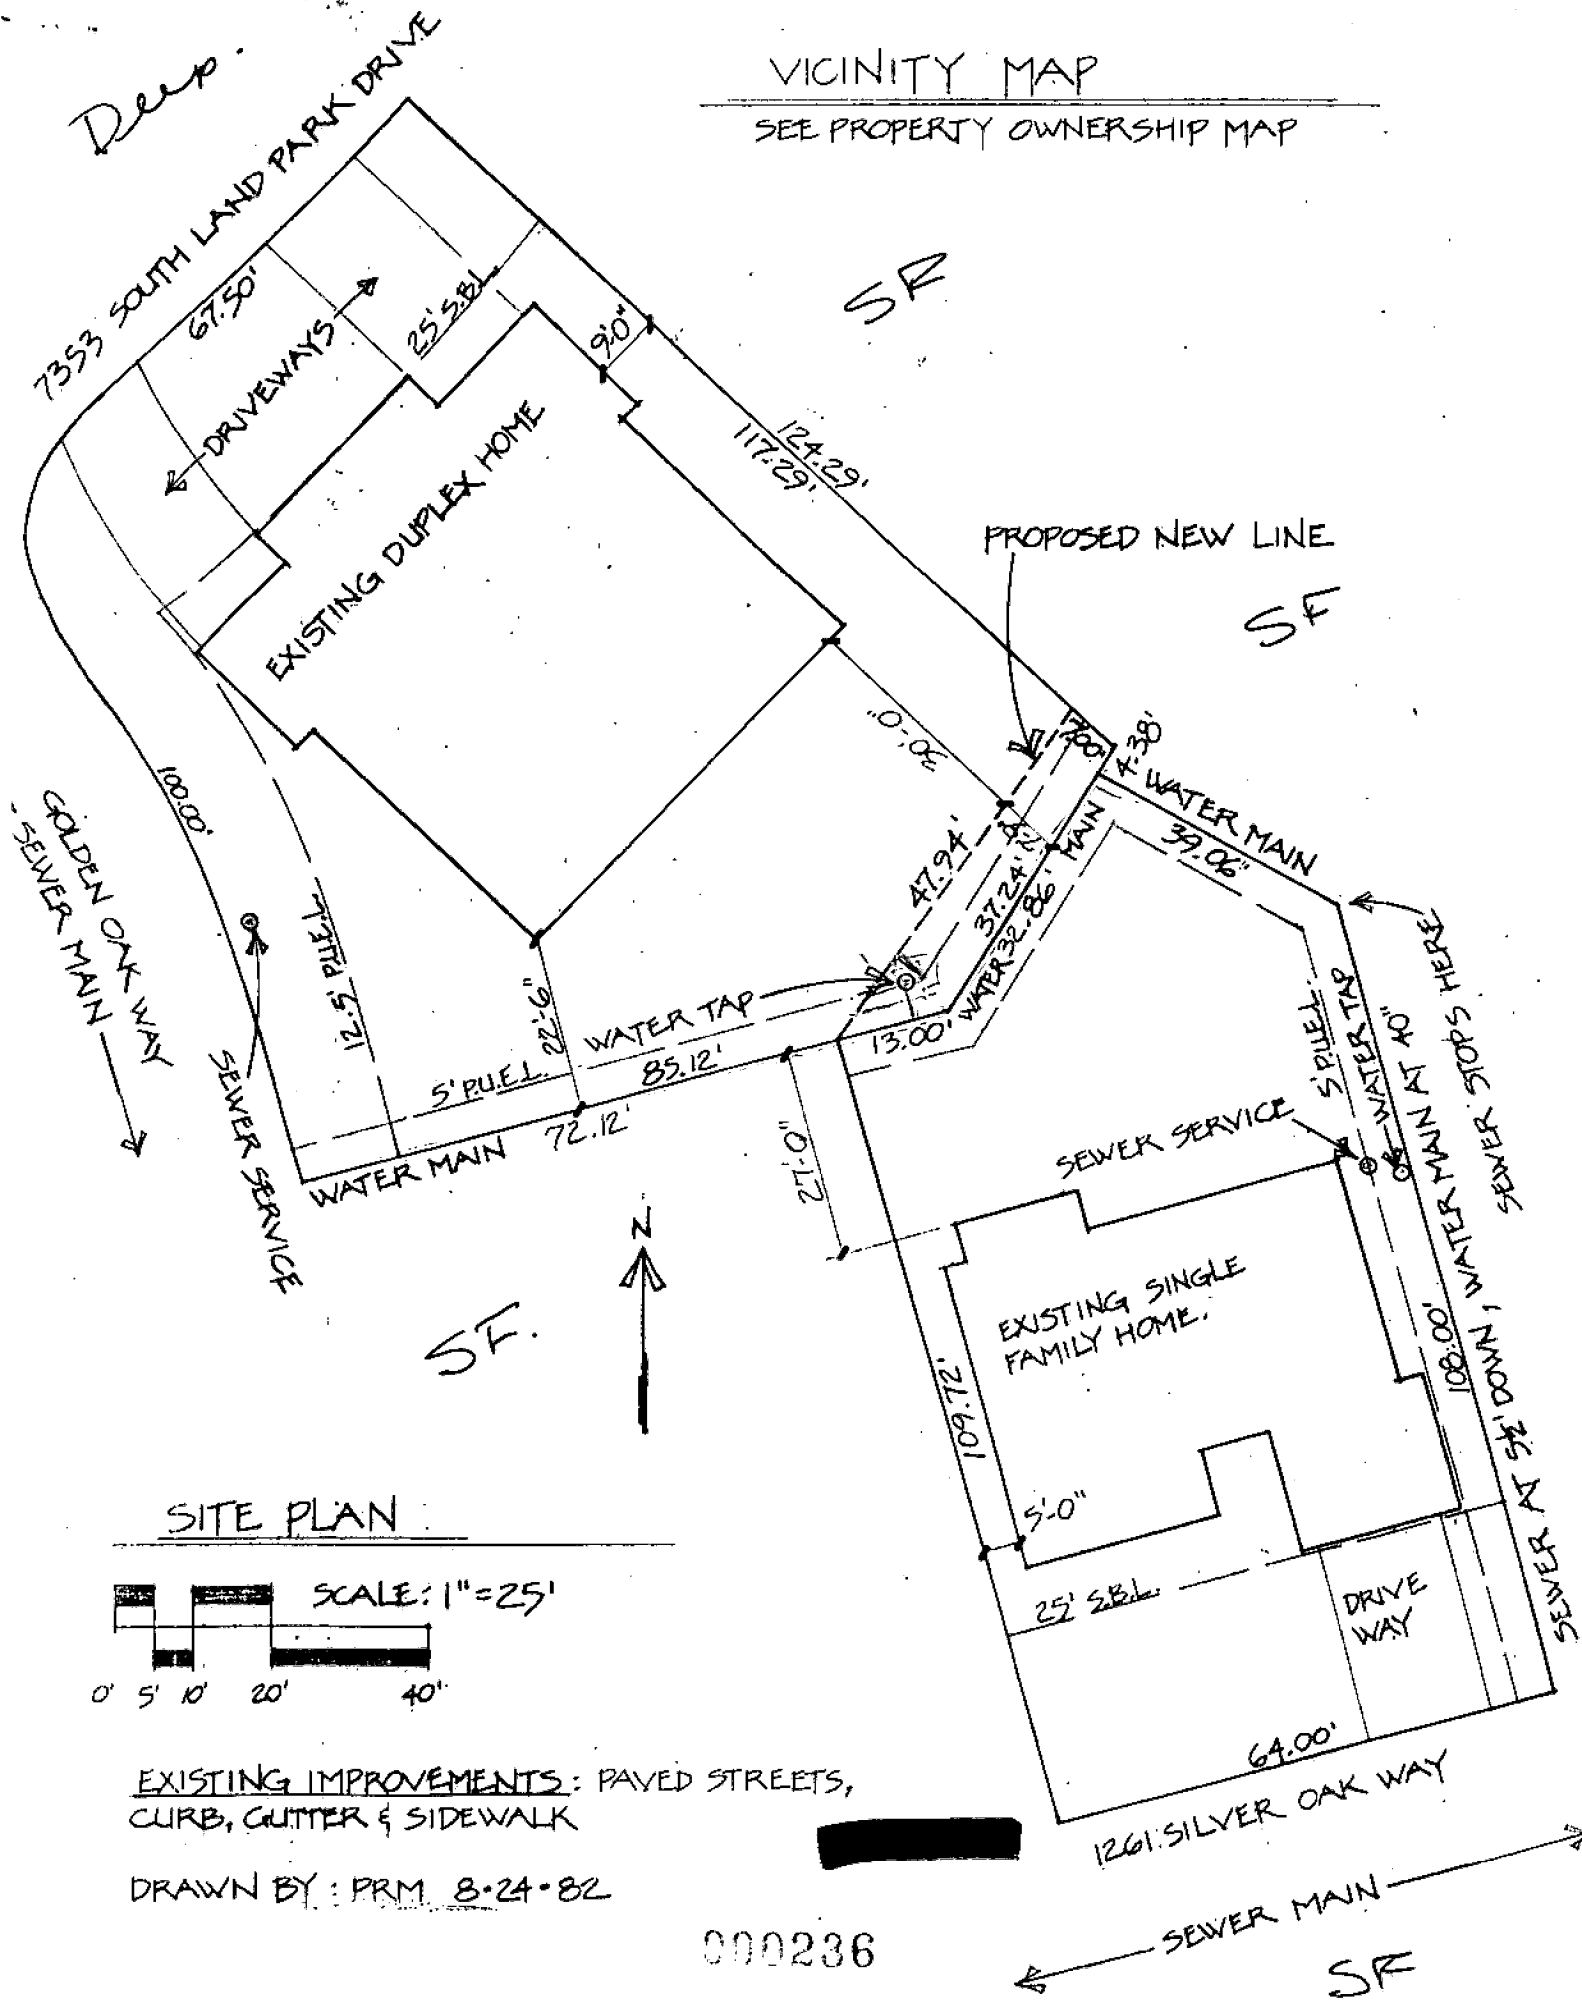 Deep.
VICINITY MAP
SEE PROPERTY OWNERSHIP MAP
7353 SOUTH LAND PARK DRIVE
67.50'
DRIVEWAYS
25' S.B.L.
9'0"
SR
EXISTING DUPLEX HOME
124.29'
117.29'
PROPOSED NEW LINE
SF
30'-0"
7.00'
4.38'
WATER MAIN
39.06"
47.94'
37.24'
32.86'
WATER MAIN
100.00'
GOLDEN OAK WAY
SEWER MAIN
12.5' P.U.E.L.
SEWER SERVICE
22'-6"
WATER TAP
5' P.U.E.L.
85.12'
13.00'
72.12'
WATER MAIN
27'-0"
SEWER SERVICE
5' P.U.E.L.
WATER TAP
SEWER STOPS HERE
SEWER AT 52" DOWN, WATER MAIN AT 40"
108.00'
N
SF.
EXISTING SINGLE
FAMILY HOME.
109.72'
5'-0"
25' S.B.L.
DRIVE
WAY
64.00'
1261 SILVER OAK WAY
SEWER MAIN
SF
SITE PLAN
SCALE: 1"=25'
0' 5' 10' 20' 40'
EXISTING IMPROVEMENTS: PAVED STREETS,
CURB, GUTTER & SIDEWALK
DRAWN BY: PRM 8·24·82
000236